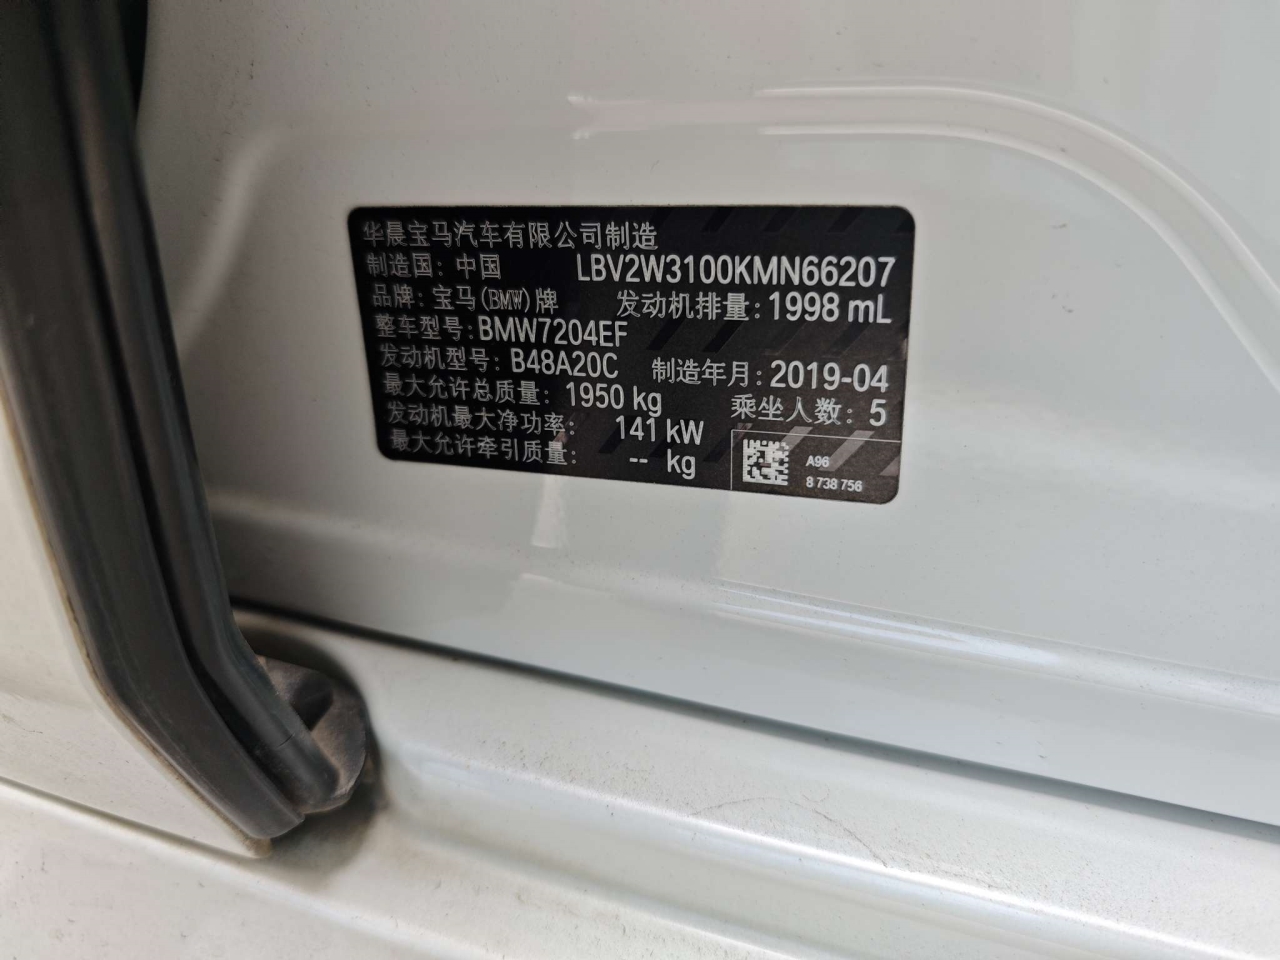 华晨宝马汽车有限公司制造
制造国：中国 LBV2W3100KMN66207
品牌：宝马(BMW)牌 发动机排量：1998 mL
整车型号：BMW7204EF
发动机型号：B48A20C 制造年月：2019-04
最大允许总质量：1950 kg 乘坐人数：5
发动机最大净功率：141 kW
最大允许牵引质量：-- kg
A96
8 738 756